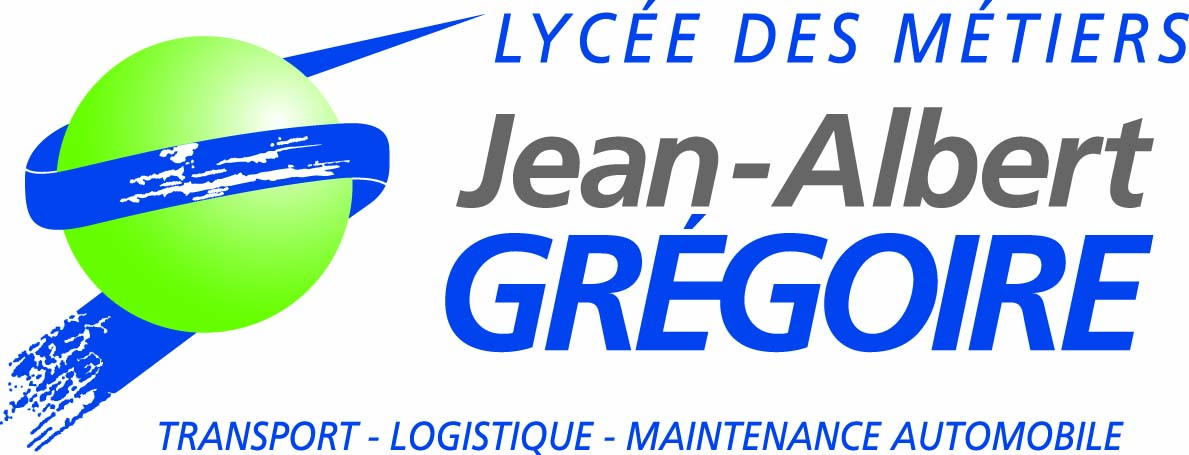 LYCÉE DES MÉTIERS
Jean-Albert
GRÉGOIRE
TRANSPORT - LOGISTIQUE - MAINTENANCE AUTOMOBILE